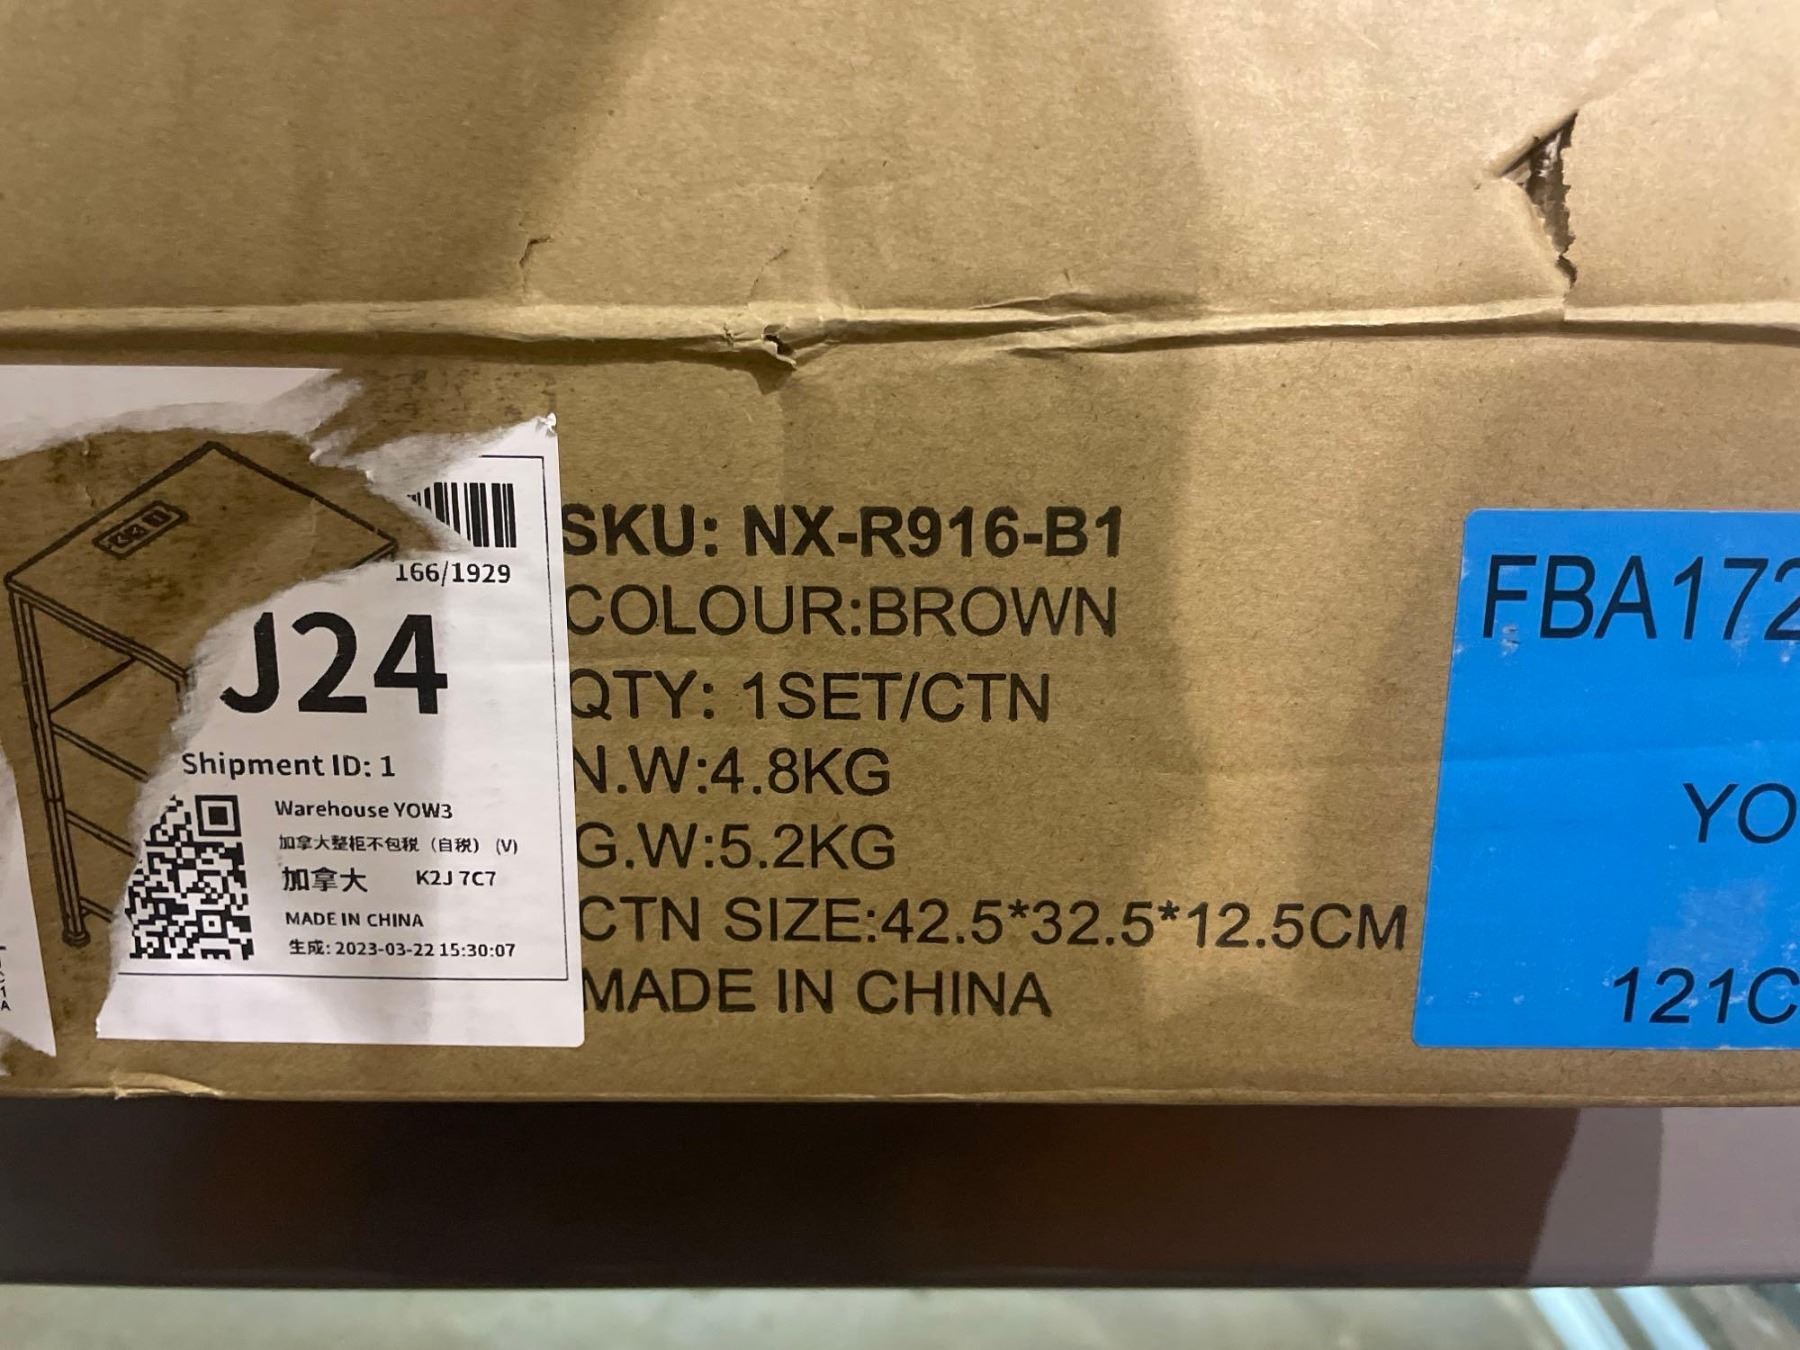 166/1929
J24
Shipment ID: 1
Warehouse YOW3
加拿大整柜不包税（自税）(V)
加拿大 K2J 7C7
MADE IN CHINA
生成: 2023-03-22 15:30:07
SKU: NX-R916-B1
COLOUR:BROWN
QTY: 1SET/CTN
N.W:4.8KG
G.W:5.2KG
CTN SIZE:42.5*32.5*12.5CM
MADE IN CHINA
FBA172
YO
121C